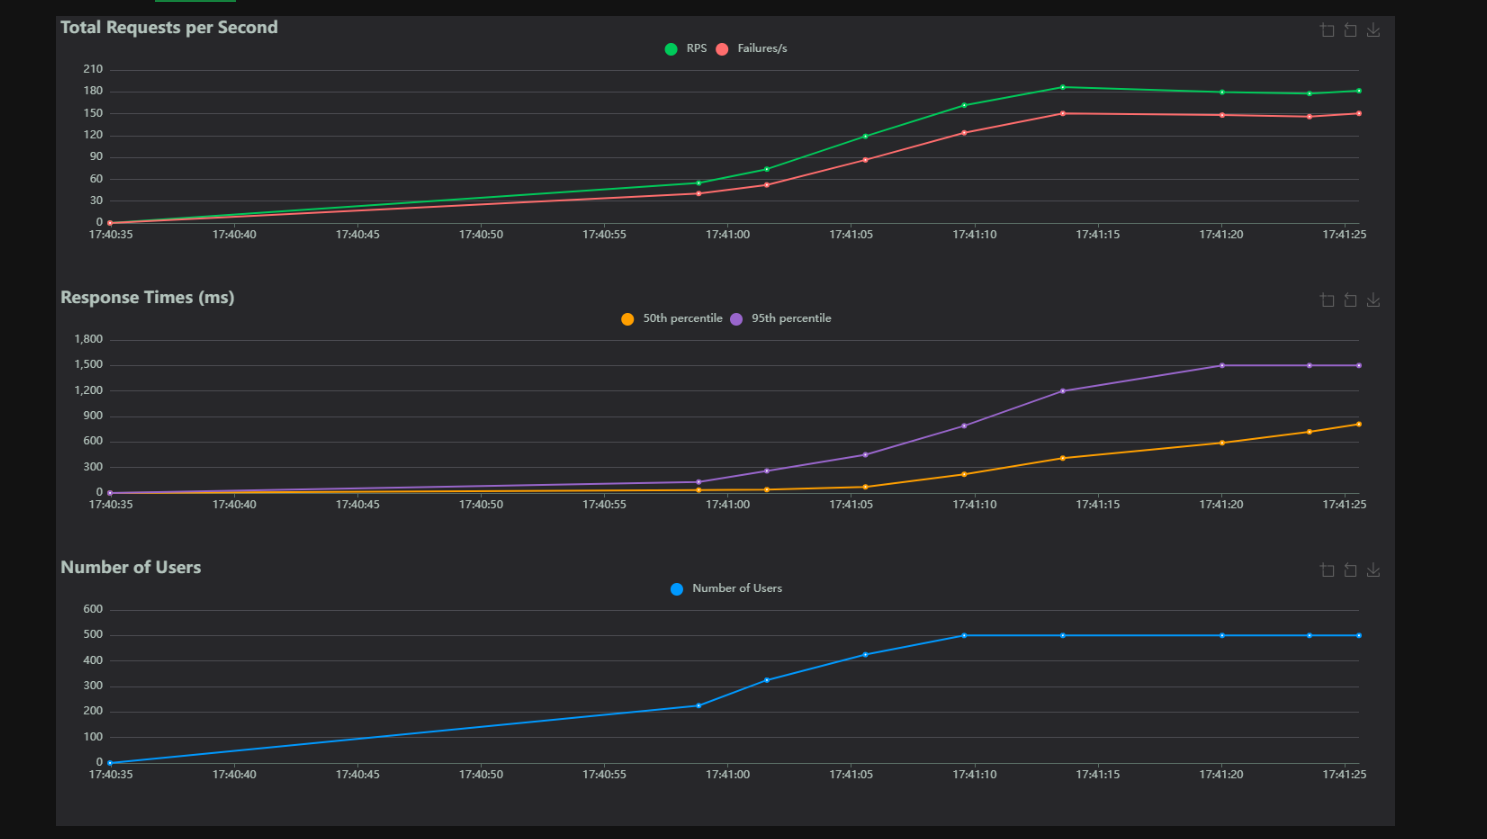 Total Requests per Second
RPS Failures/s
210
180
150
120
90
60
30
0
17:40:35 17:40:40 17:40:45 17:40:50 17:40:55 17:41:00 17:41:05 17:41:10 17:41:15 17:41:20 17:41:25
Response Times (ms)
50th percentile 95th percentile
1,800
1,500
1,200
900
600
300
0
17:40:35 17:40:40 17:40:45 17:40:50 17:40:55 17:41:00 17:41:05 17:41:10 17:41:15 17:41:20 17:41:25
Number of Users
Number of Users
600
500
400
300
200
100
0
17:40:35 17:40:40 17:40:45 17:40:50 17:40:55 17:41:00 17:41:05 17:41:10 17:41:15 17:41:20 17:41:25